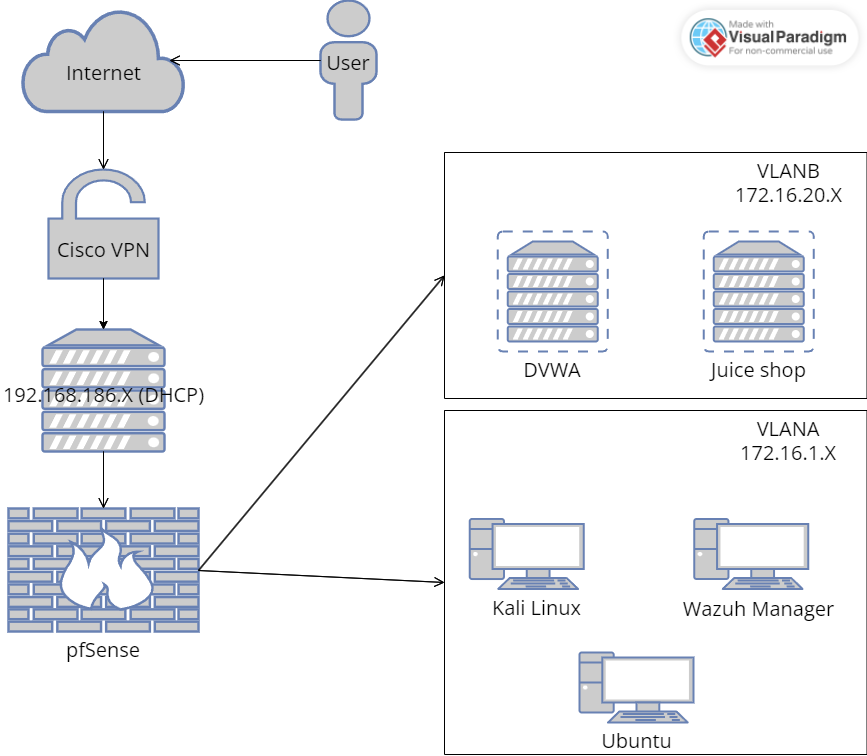 Made with
Visual Paradigm
For non-commercial use
Internet
User
Cisco VPN
192.168.186.X (DHCP)
pfSense
VLANB
172.16.20.X
DVWA
Juice shop
VLANA
172.16.1.X
Kali Linux
Wazuh Manager
Ubuntu